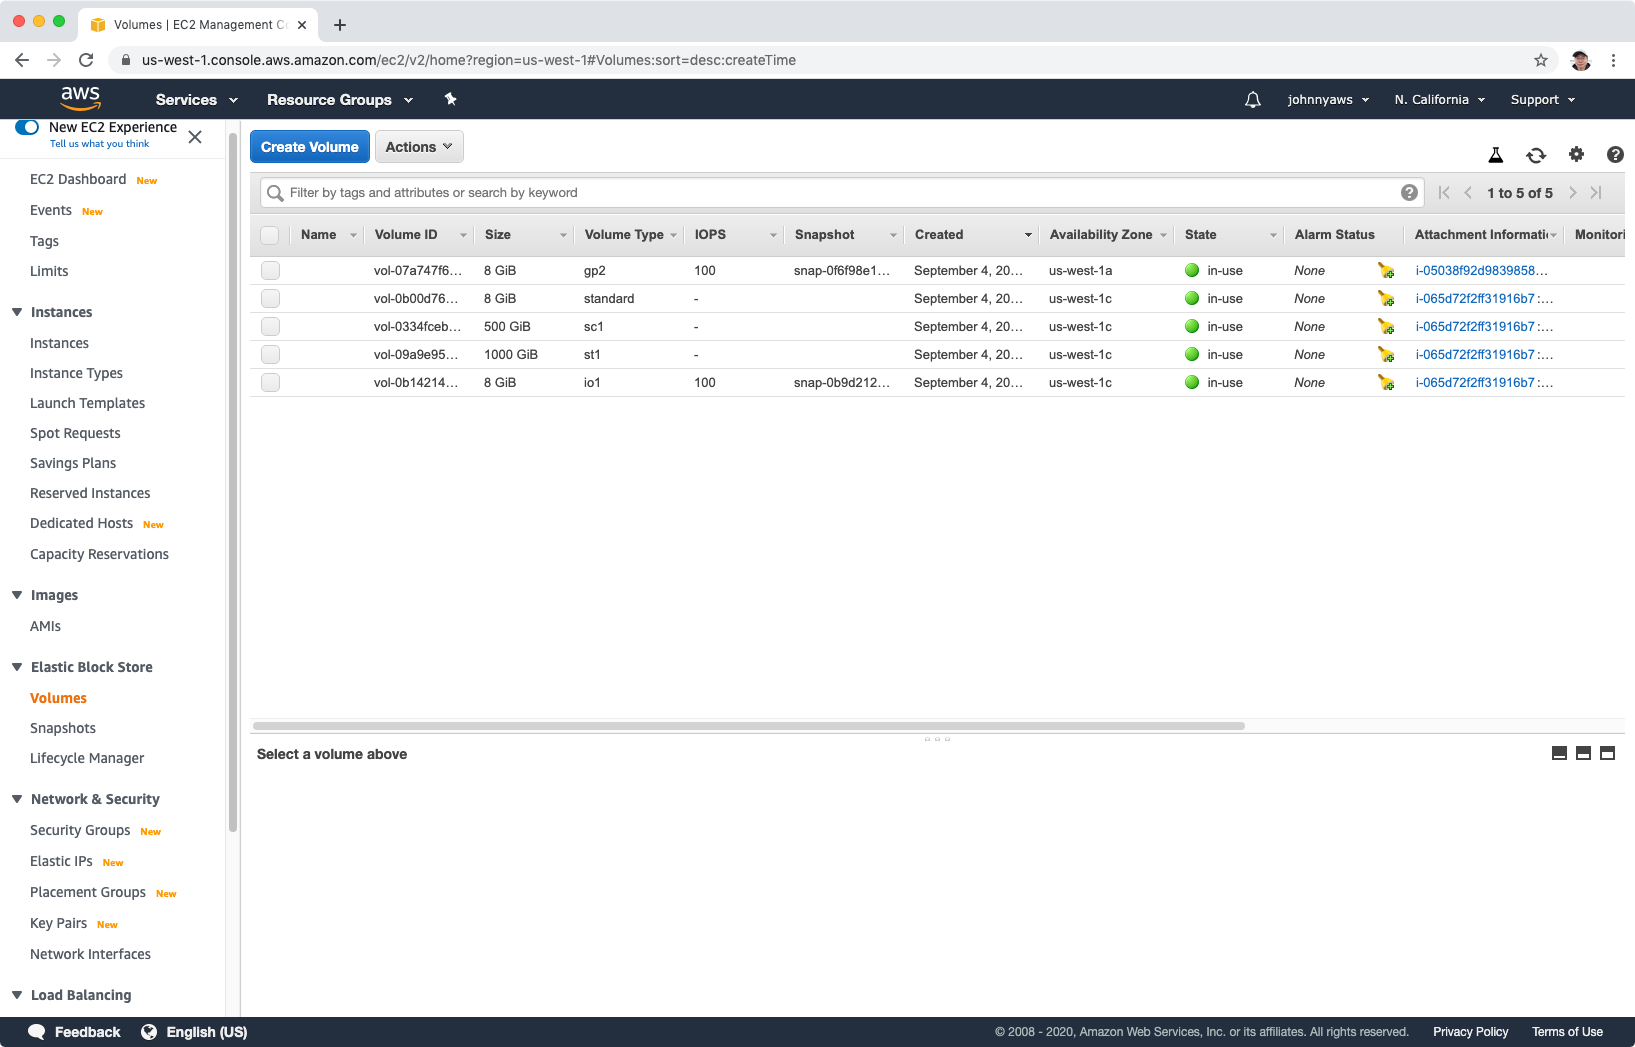 Volumes | EC2 Management Co
us-west-1.console.aws.amazon.com/ec2/v2/home?region=us-west-1#Volumes:sort=desc:createTime
aws Services Resource Groups johnnyaws N. California Support
New EC2 Experience
Tell us what you think
EC2 Dashboard New
Events New
Tags
Limits
Instances
Instances
Instance Types
Launch Templates
Spot Requests
Savings Plans
Reserved Instances
Dedicated Hosts New
Capacity Reservations
Images
AMIs
Elastic Block Store
Volumes
Snapshots
Lifecycle Manager
Network & Security
Security Groups New
Elastic IPs New
Placement Groups New
Key Pairs New
Network Interfaces
Load Balancing
Create Volume Actions
Filter by tags and attributes or search by keyword 1 to 5 of 5
Name Volume ID Size Volume Type IOPS Snapshot Created Availability Zone State Alarm Status Attachment Informati Monitori
vol-07a747f6... 8 GiB gp2 100 snap-0f6f98e1... September 4, 20... us-west-1a in-use None i-05038f92d9839858...
vol-0b00d76... 8 GiB standard - September 4, 20... us-west-1c in-use None i-065d72f2ff31916b7:...
vol-0334fceb... 500 GiB sc1 - September 4, 20... us-west-1c in-use None i-065d72f2ff31916b7:...
vol-09a9e95... 1000 GiB st1 - September 4, 20... us-west-1c in-use None i-065d72f2ff31916b7:...
vol-0b14214... 8 GiB io1 100 snap-0b9d212... September 4, 20... us-west-1c in-use None i-065d72f2ff31916b7:...
Select a volume above
Feedback English (US) © 2008 - 2020, Amazon Web Services, Inc. or its affiliates. All rights reserved. Privacy Policy Terms of Use